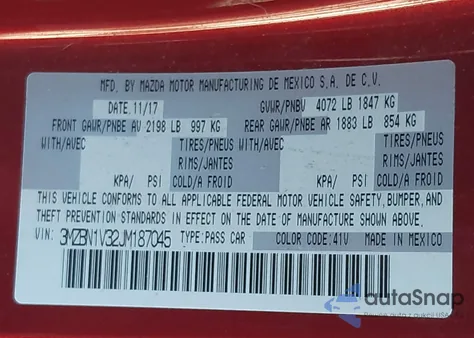 MFD. BY MAZDA MOTOR MANUFACTURING DE MEXICO S.A. DE C.V.
DATE 11/17 GVWR/PNBV 4072 LB 1847 KG
FRONT GAWR/PNBE AV 2198 LB 997 KG REAR GAWR/PNBE AR 1883 LB 854 KG
WITH/AVEC TIRES/PNEUS WITH/AVEC TIRES/PNEUS
RIMS/JANTES RIMS/JANTES
KPA/ PSI COLD/A FROID KPA/ PSI COLD/A FROID
THIS VEHICLE CONFORMS TO ALL APPLICABLE FEDERAL MOTOR VEHICLE SAFETY, BUMPER, AND
THEFT PREVENTION STANDARDS IN EFFECT ON THE DATE OF MANUFACTURE SHOWN ABOVE.
VIN: 3MZBN1V32JM187045 TYPE:PASS CAR COLOR CODE:41V MADE IN MEXICO
autoSnap